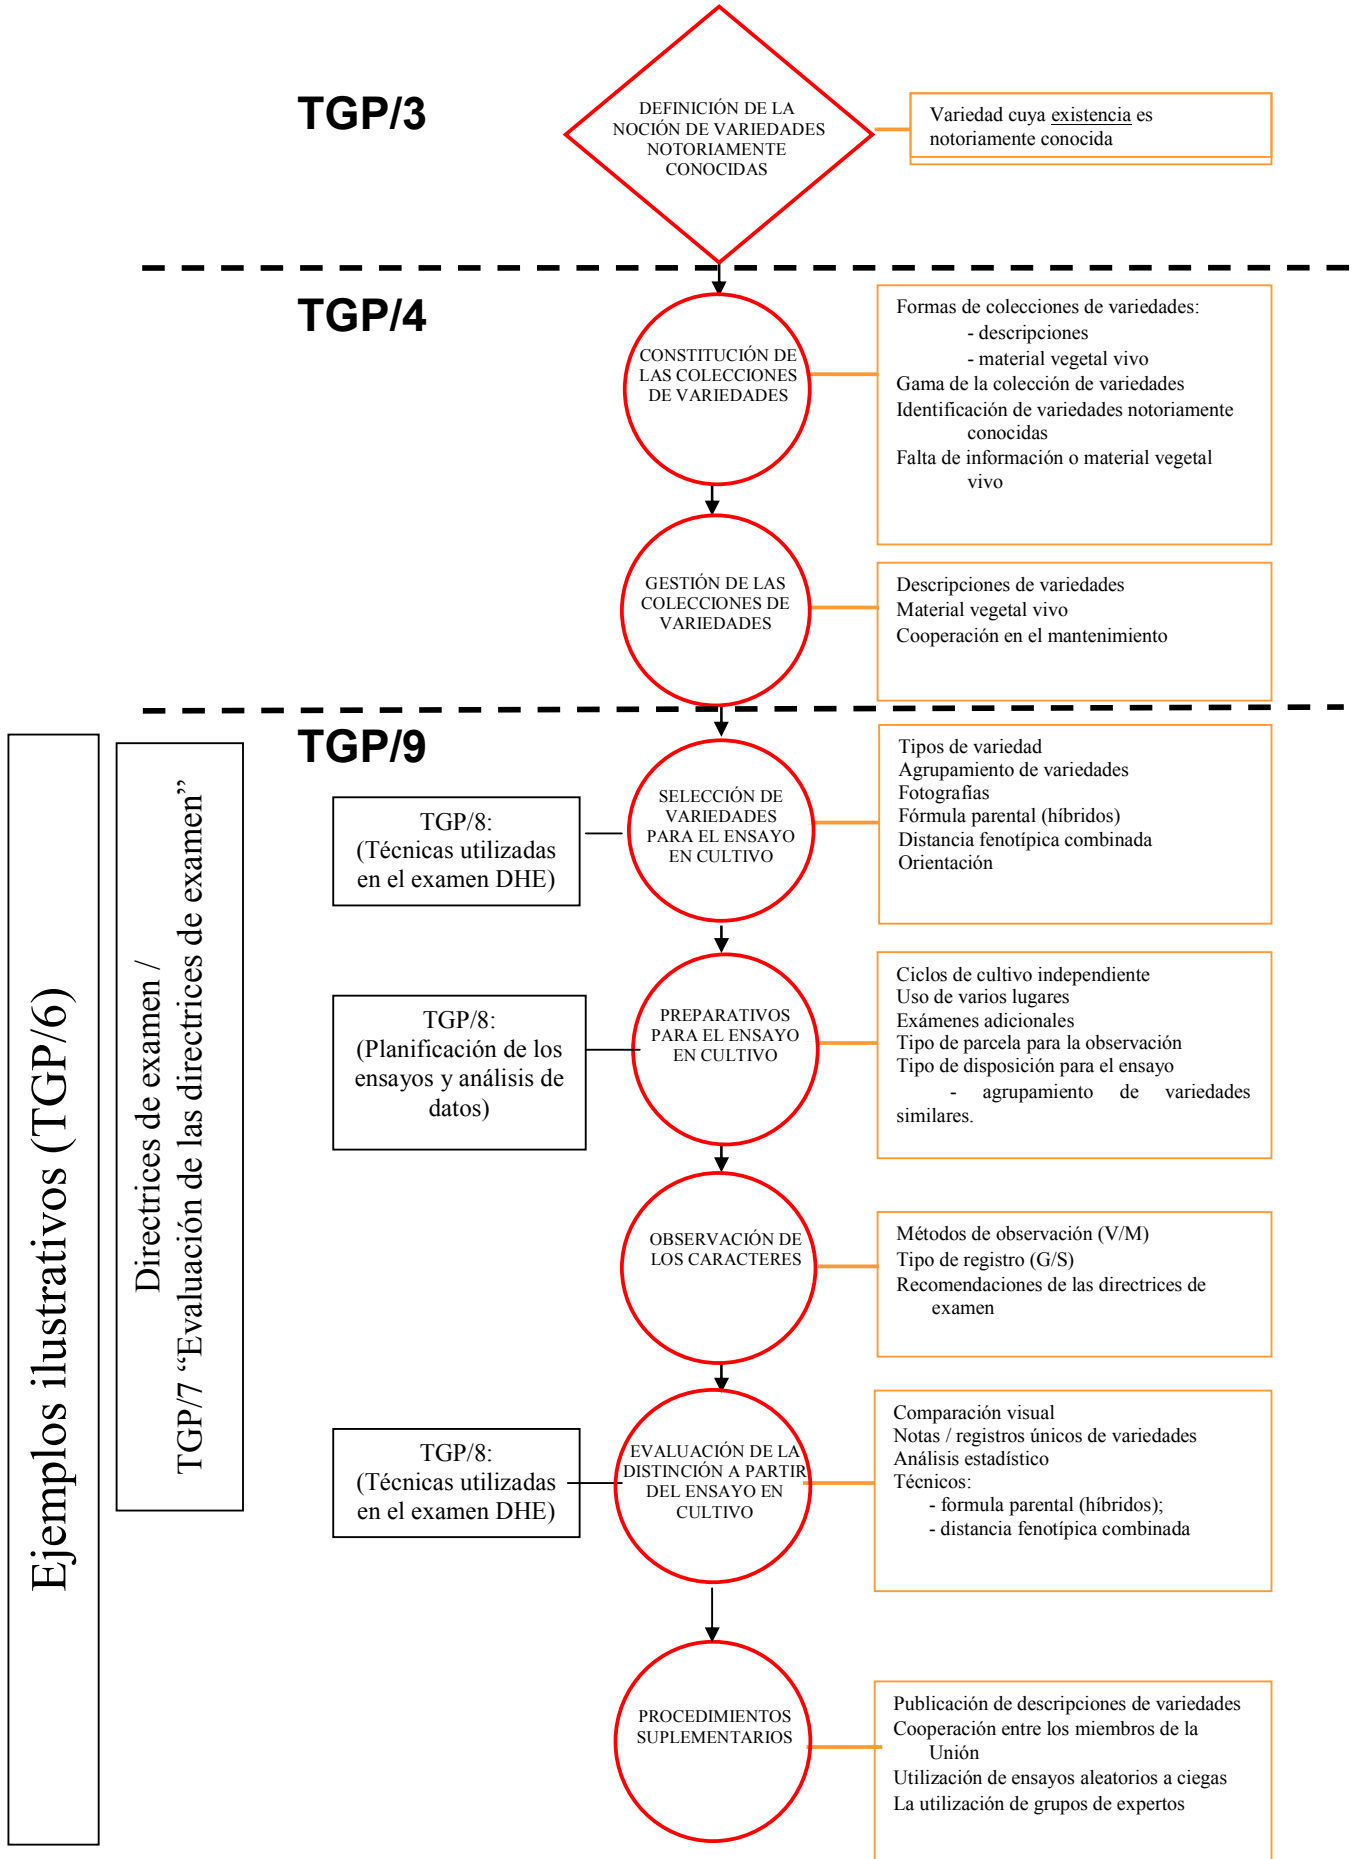 TGP/3
DEFINICIÓN DE LA
NOCIÓN DE VARIEDADES
NOTORIAMENTE
CONOCIDAS
Variedad cuya existencia es
notoriamente conocida
TGP/4
CONSTITUCIÓN DE
LAS COLECCIONES
DE VARIEDADES
Formas de colecciones de variedades:
- descripciones
- material vegetal vivo
Gama de la colección de variedades
Identificación de variedades notoriamente
conocidas
Falta de información o material vegetal
vivo
GESTIÓN DE LAS
COLECCIONES DE
VARIEDADES
Descripciones de variedades
Material vegetal vivo
Cooperación en el mantenimiento
TGP/9
Ejemplos ilustrativos (TGP/6)
Directrices de examen /
TGP/7 “Evaluación de las directrices de examen”
TGP/8:
(Técnicas utilizadas
en el examen DHE)
SELECCIÓN DE
VARIEDADES
PARA EL ENSAYO
EN CULTIVO
Tipos de variedad
Agrupamiento de variedades
Fotografías
Fórmula parental (híbridos)
Distancia fenotípica combinada
Orientación
TGP/8:
(Planificación de los
ensayos y análisis de
datos)
PREPARATIVOS
PARA EL ENSAYO
EN CULTIVO
Ciclos de cultivo independiente
Uso de varios lugares
Exámenes adicionales
Tipo de parcela para la observación
Tipo de disposición para el ensayo
- agrupamiento de variedades
similares.
OBSERVACIÓN DE
LOS CARACTERES
Métodos de observación (V/M)
Tipo de registro (G/S)
Recomendaciones de las directrices de
examen
TGP/8:
(Técnicas utilizadas
en el examen DHE)
EVALUACIÓN DE LA
DISTINCIÓN A PARTIR
DEL ENSAYO EN
CULTIVO
Comparación visual
Notas / registros únicos de variedades
Análisis estadístico
Técnicos:
- formula parental (híbridos);
- distancia fenotípica combinada
PROCEDIMIENTOS
SUPLEMENTARIOS
Publicación de descripciones de variedades
Cooperación entre los miembros de la
Unión
Utilización de ensayos aleatorios a ciegas
La utilización de grupos de expertos